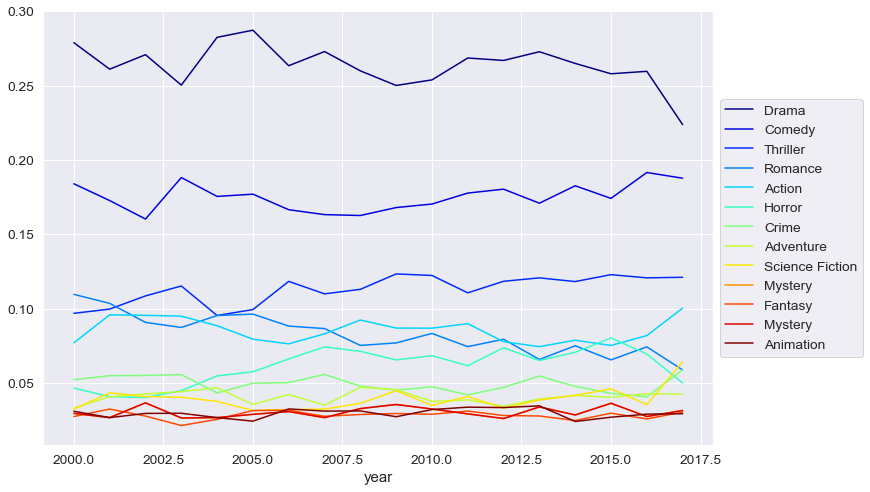 0.30
0.25
0.20
0.15
0.10
0.05
2000.0 2002.5 2005.0 2007.5 2010.0 2012.5 2015.0 2017.5
year
Drama
Comedy
Thriller
Romance
Action
Horror
Crime
Adventure
Science Fiction
Mystery
Fantasy
Mystery
Animation